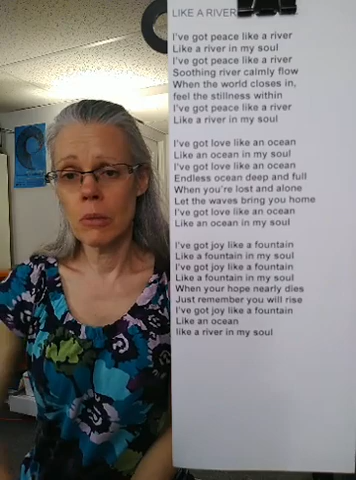 LIKE A RIVER
I've got peace like a river
Like a river in my soul
I've got peace like a river
Soothing river calmly flow
When the world closes in,
feel the stillness within
I've got peace like a river
Like a river in my soul
I've got love like an ocean
Like an ocean in my soul
I've got love like an ocean
Endless ocean deep and full
When you're lost and alone
Let the waves bring you home
I've got love like an ocean
Like an ocean in my soul
I've got joy like a fountain
Like a fountain in my soul
I've got joy like a fountain
Like a fountain in my soul
When your hope nearly dies
Just remember you will rise
I've got joy like a fountain
Like an ocean
like a river in my soul